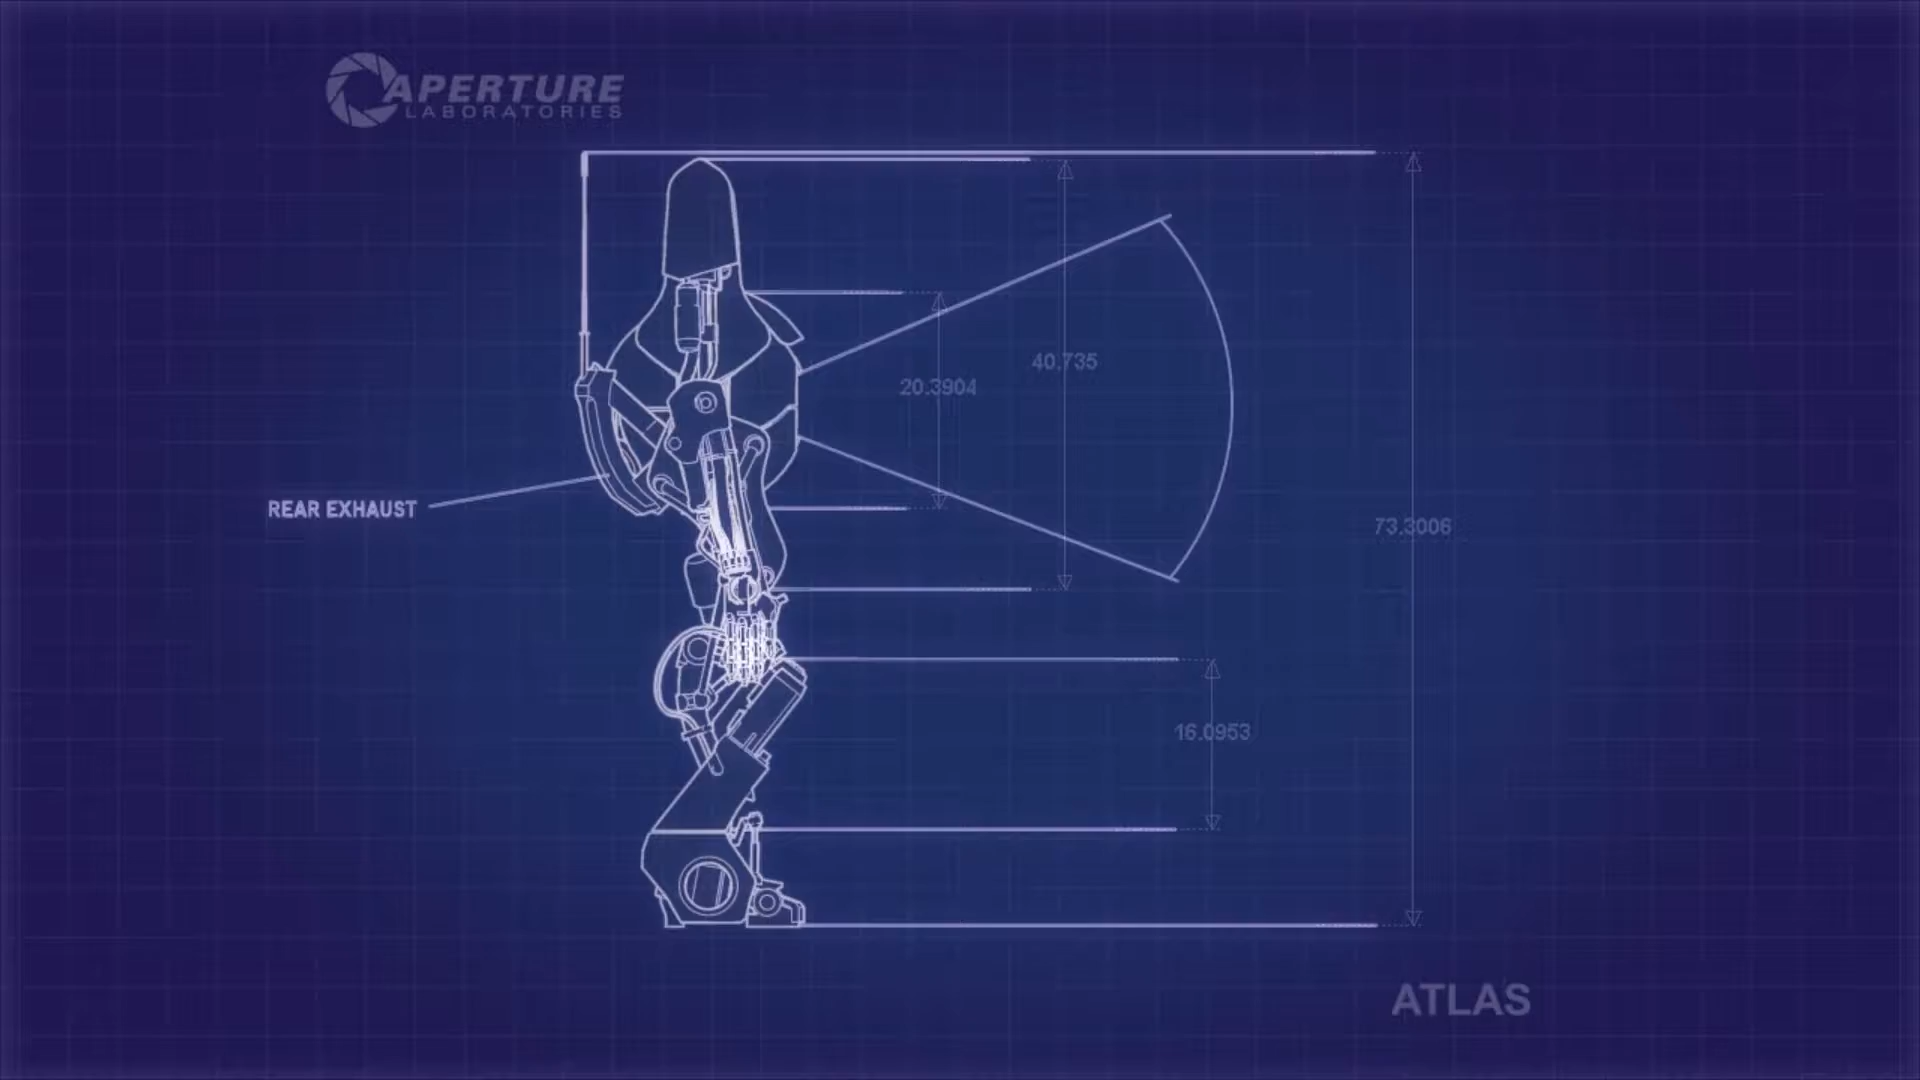 APERTURE
LABORATORIES
40.735
20.3904
REAR EXHAUST
73.3006
16.0953
ATLAS